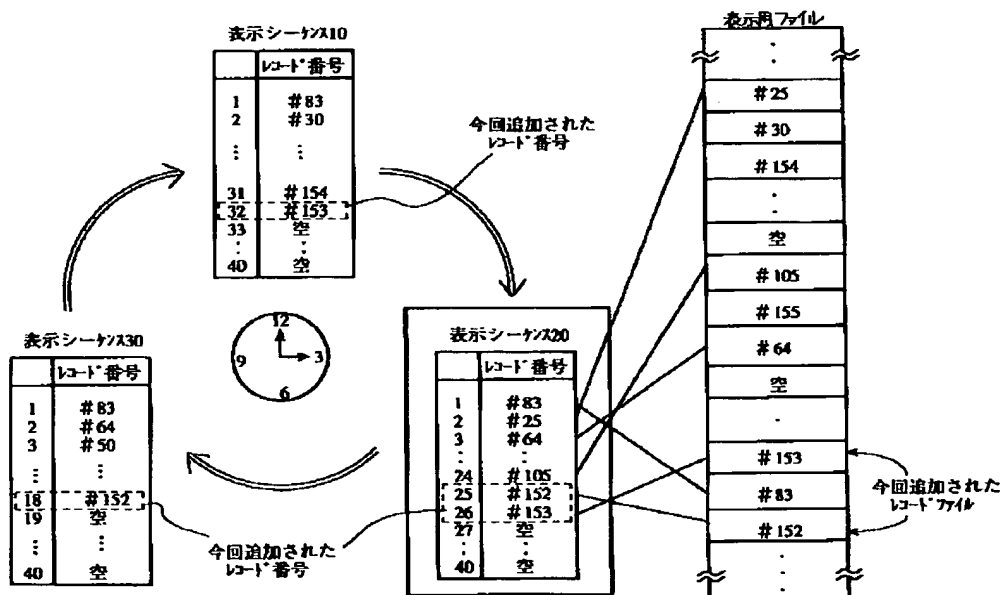 表示シーケンス10
レコード番号
1 #83
2 #30
⋮ ⋮
31 #154
32 #153
33 空
⋮ ⋮
40 空
今回追加された
レコード番号
12
3
6
9
表示シーケンス30
レコード番号
1 #83
2 #64
3 #50
⋮ ⋮
18 #152
19 空
⋮ ⋮
40 空
今回追加された
レコード番号
表示シーケンス20
レコード番号
1 #83
2 #25
3 #64
⋮ ⋮
24 #105
25 #152
26 #153
27 空
⋮ ⋮
40 空
表示用ファイル
#25
#30
#154
空
#105
#155
#64
空
#153
#83
#152
今回追加された
レコードファイル